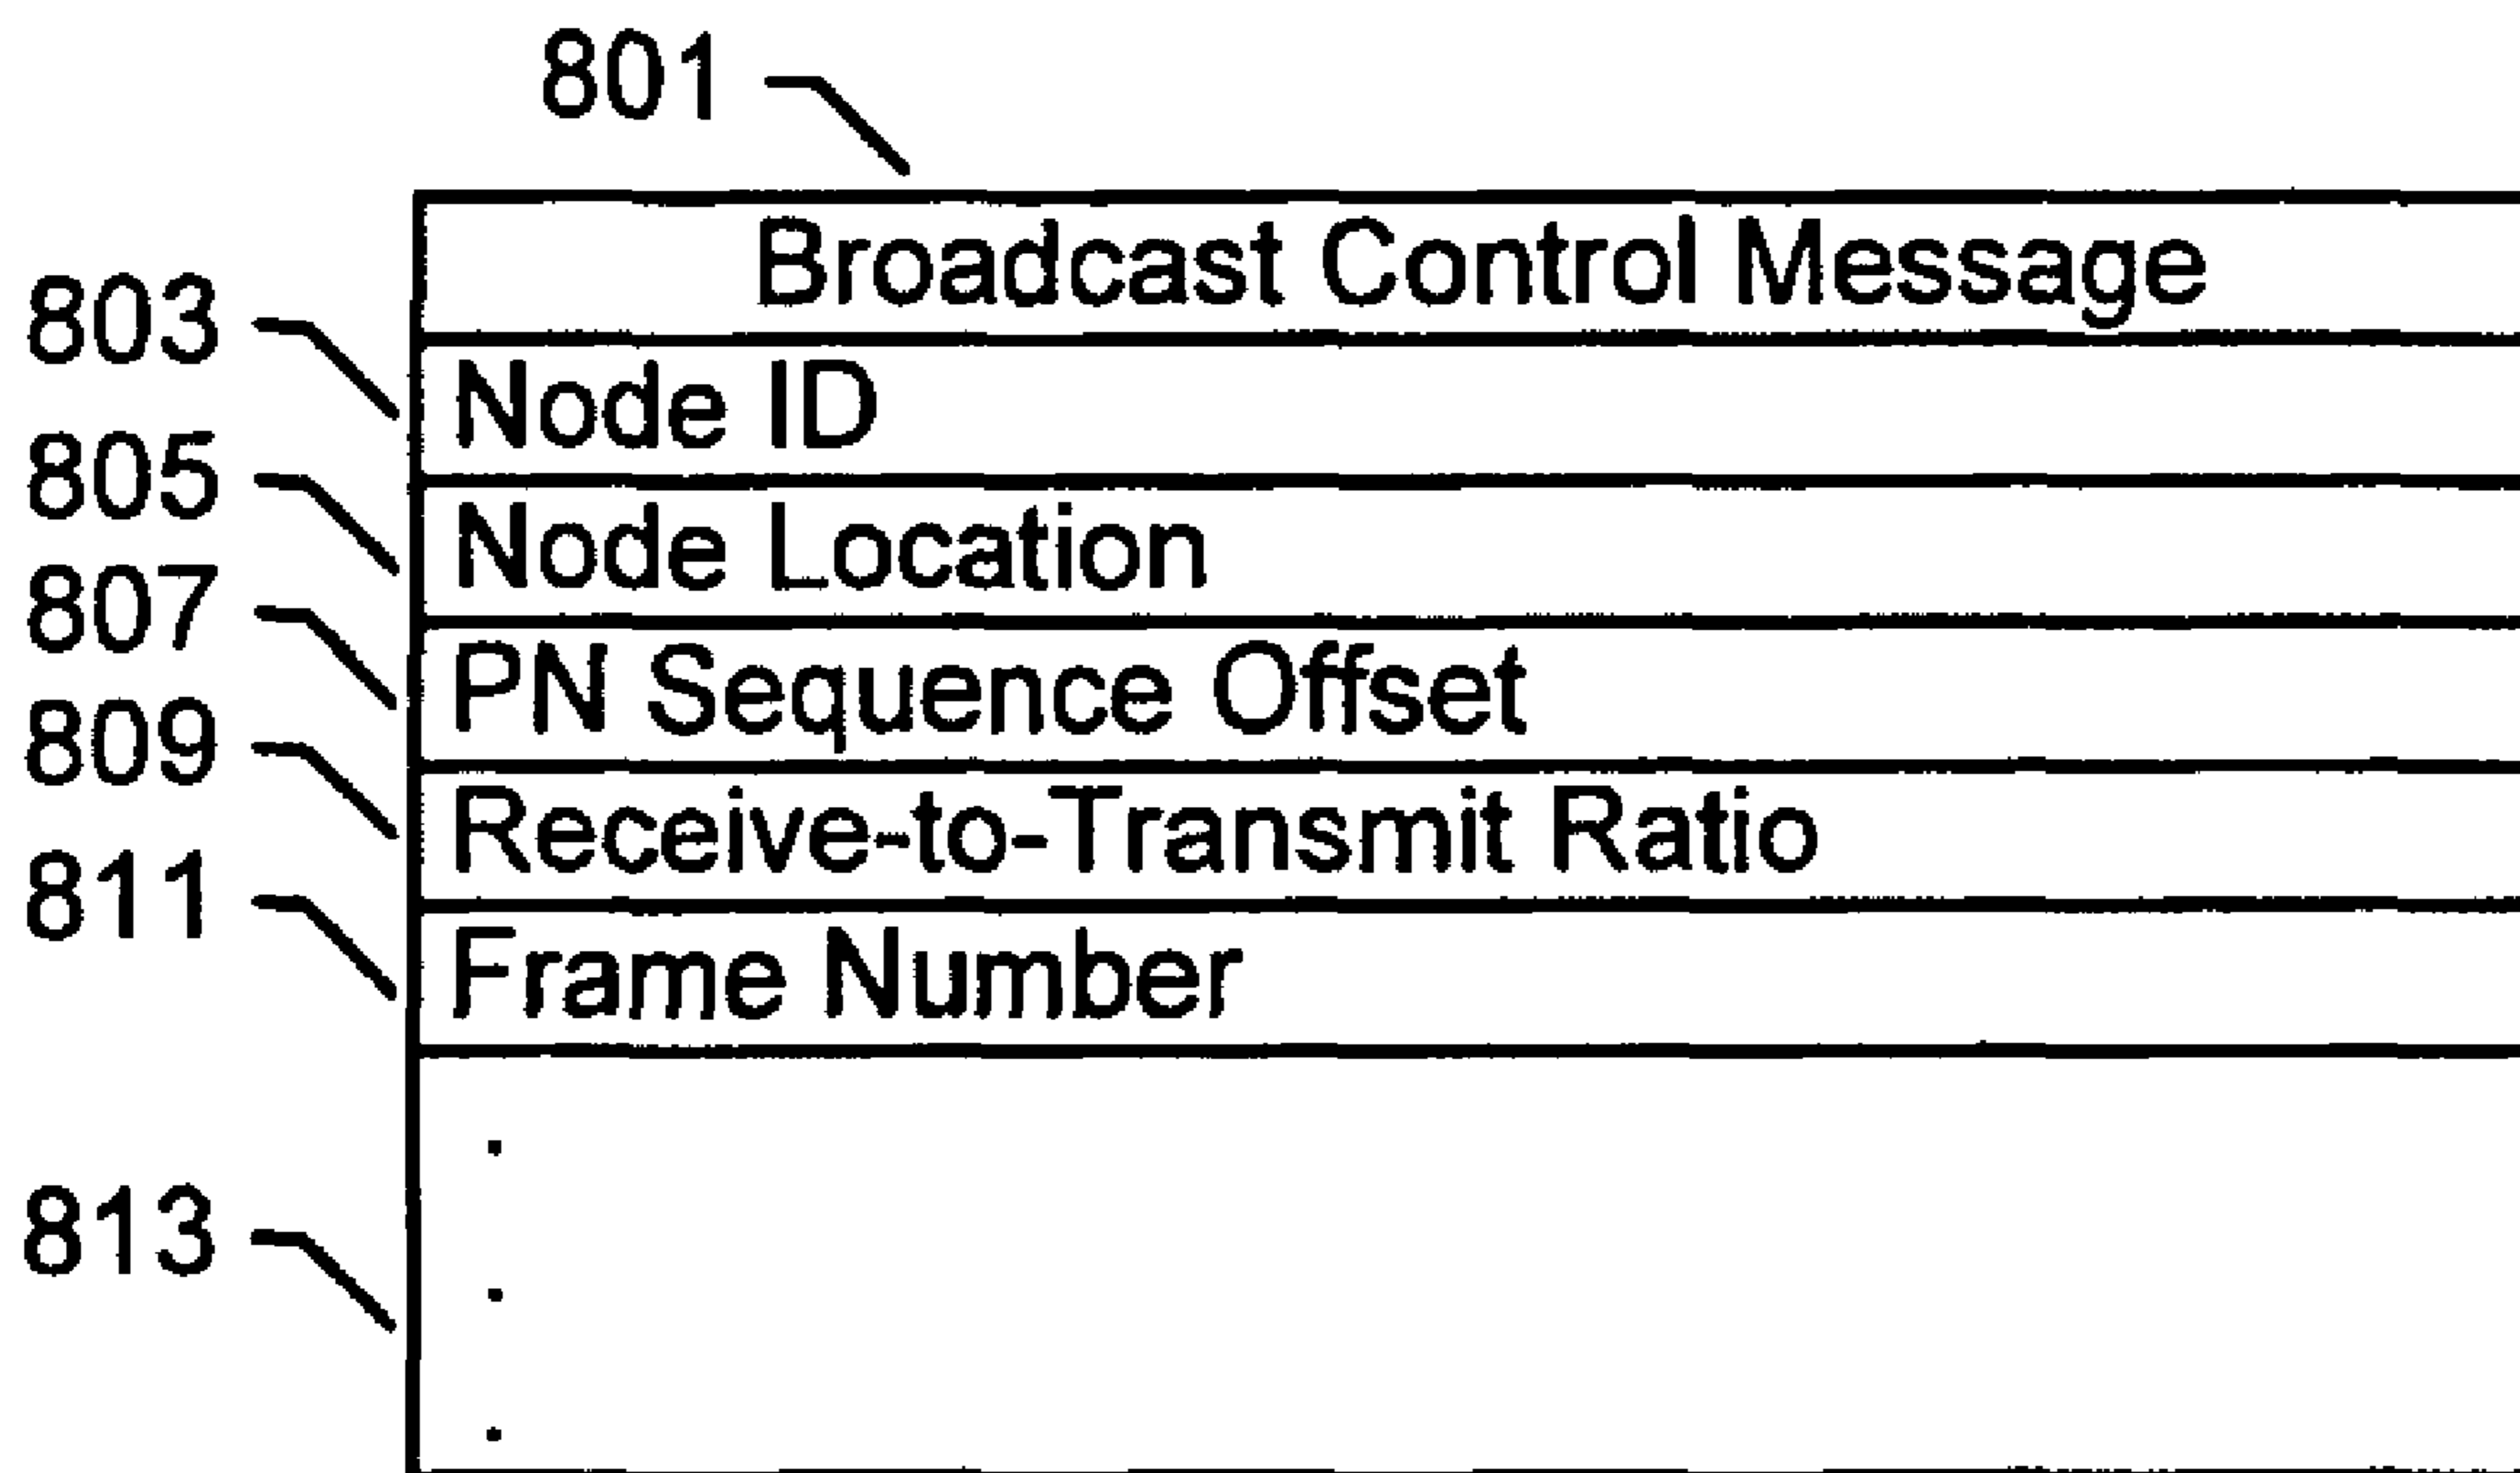 801
Broadcast Control Message
803
Node ID
805
Node Location
807
PN Sequence Offset
809
Receive-to-Transmit Ratio
811
Frame Number
.
813
.
.